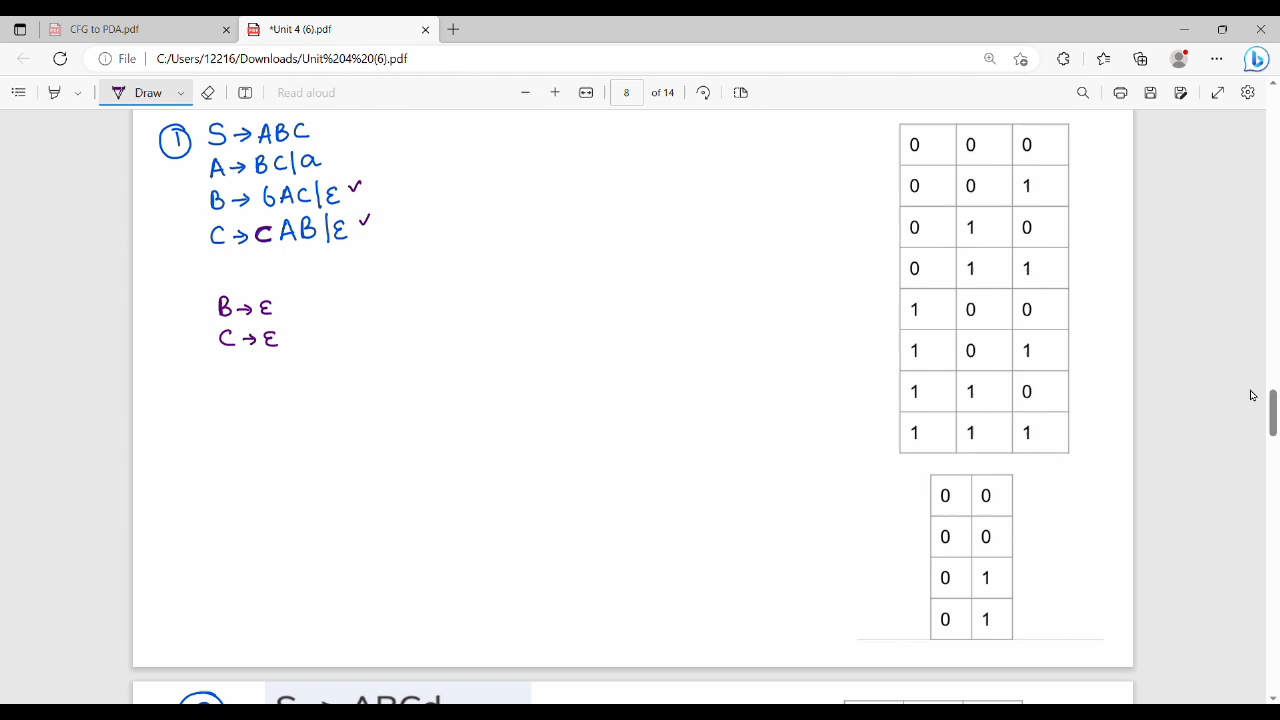 CFG to PDA.pdf
*Unit 4 (6).pdf
File C:/Users/12216/Downloads/Unit%204%20(6).pdf
Draw Read aloud 8 of 14
① S → ABC
A → BC|a
B → bAC|ε ✓
C → cAB|ε ✓
B → ε
C → ε
0 0 0
0 0 1
0 1 0
0 1 1
1 0 0
1 0 1
1 1 0
1 1 1
0 0
0 0
0 1
0 1